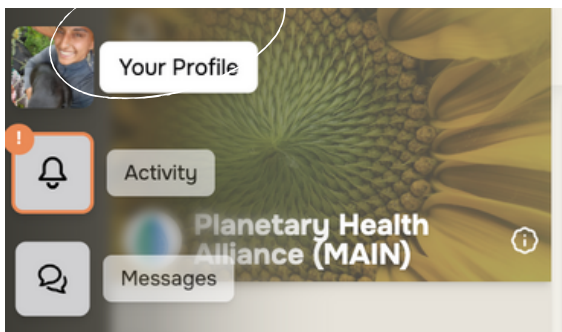 Your Profile
!
Activity
Planetary Health
Alliance (MAIN)
i
Messages